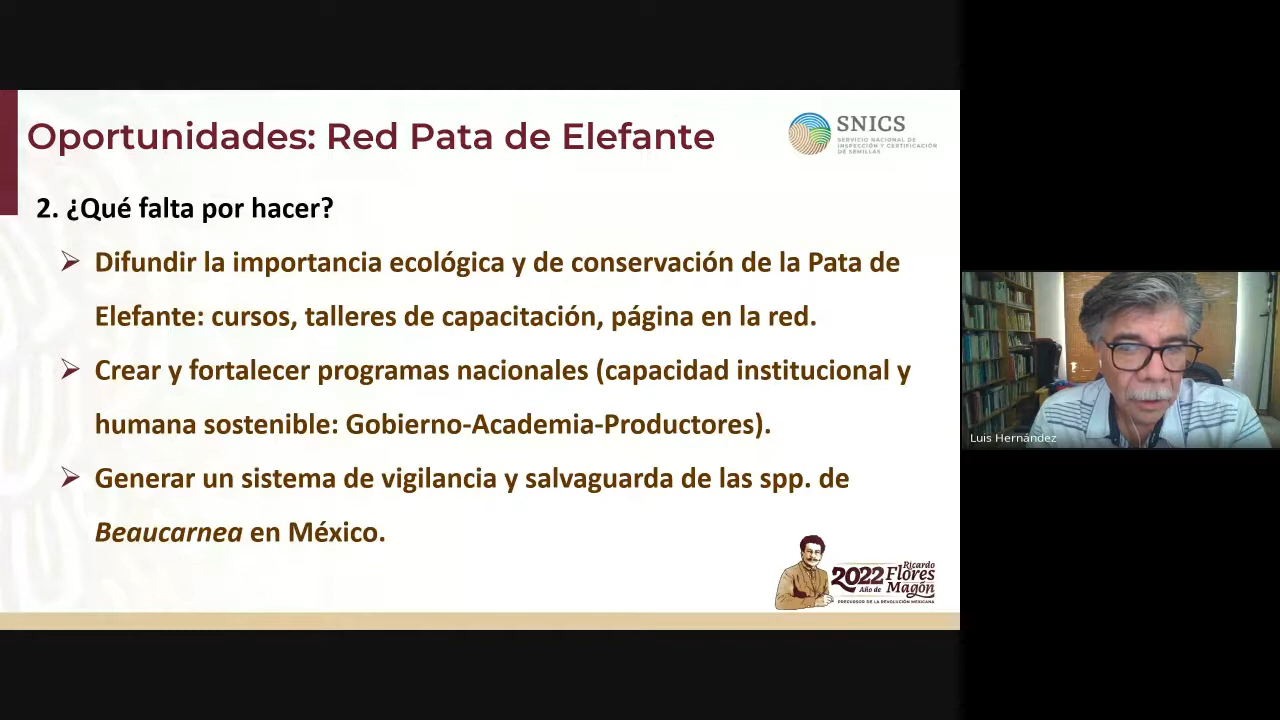 Oportunidades: Red Pata de Elefante
SNICS
SERVICIO NACIONAL DE
INSPECCIÓN Y CERTIFICACIÓN
DE SEMILLAS
2. ¿Qué falta por hacer?
➢ Difundir la importancia ecológica y de conservación de la Pata de
Elefante: cursos, talleres de capacitación, página en la red.
➢ Crear y fortalecer programas nacionales (capacidad institucional y
humana sostenible: Gobierno-Academia-Productores).
➢ Generar un sistema de vigilancia y salvaguarda de las spp. de
Beaucarnea en México.
2022 Ricardo
Año de Flores
Magón
PRECURSOR DE LA REVOLUCIÓN MEXICANA
Luis Hernández